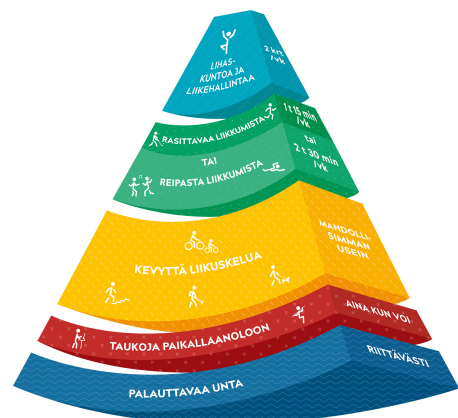 LIHAS-
KUNTOA JA
LIIKEHALLINTAA
2 krt.
/vk
RASITTAVAA LIIKKUMISTA
1 t 15 min
/vk
TAI
tai
REIPASTA LIIKKUMISTA
2 t 30 min
/vk
KEVYTTÄ LIIKUSKELUA
MAHDOLLI-
SIMMAN
USEIN
TAUKOJA PAIKALLAANOLOON
AINA KUN VOI
PALAUTTAVAA UNTA
RIITTÄVÄSTI